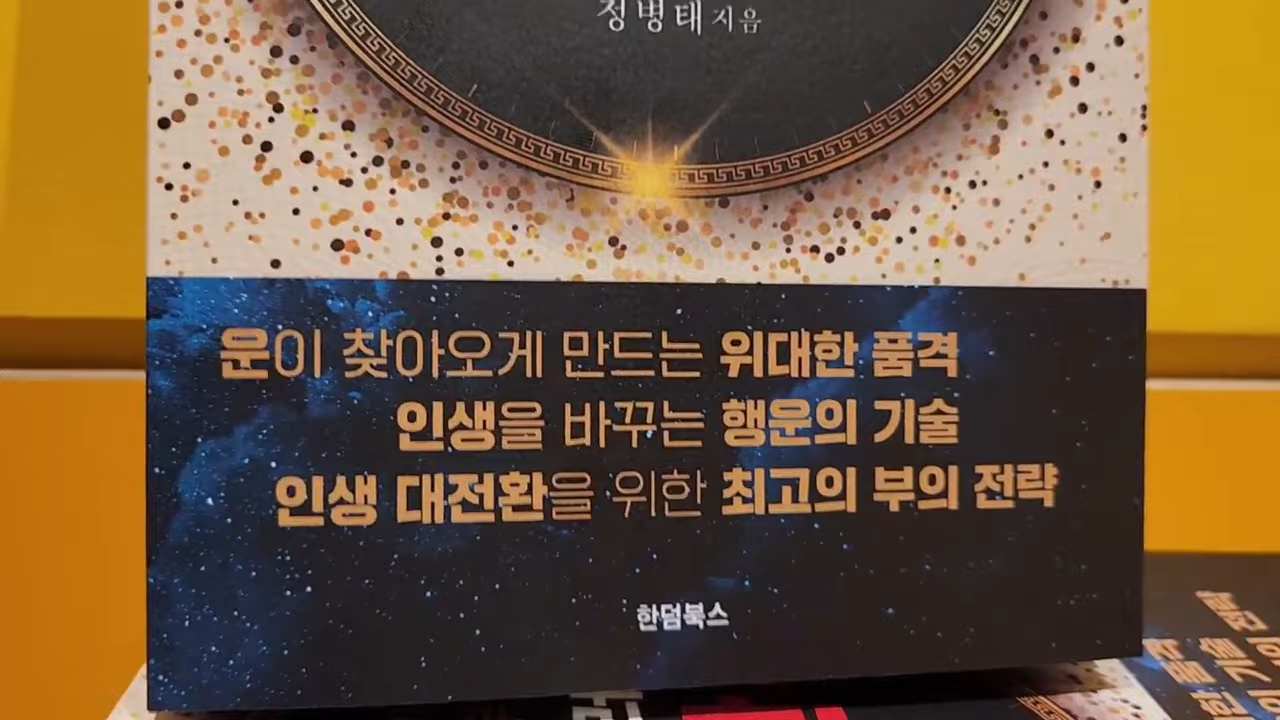 정병태 지음
운이 찾아오게 만드는 위대한 품격
인생을 바꾸는 행운의 기술
인생 대전환을 위한 최고의 부의 전략
한덤북스